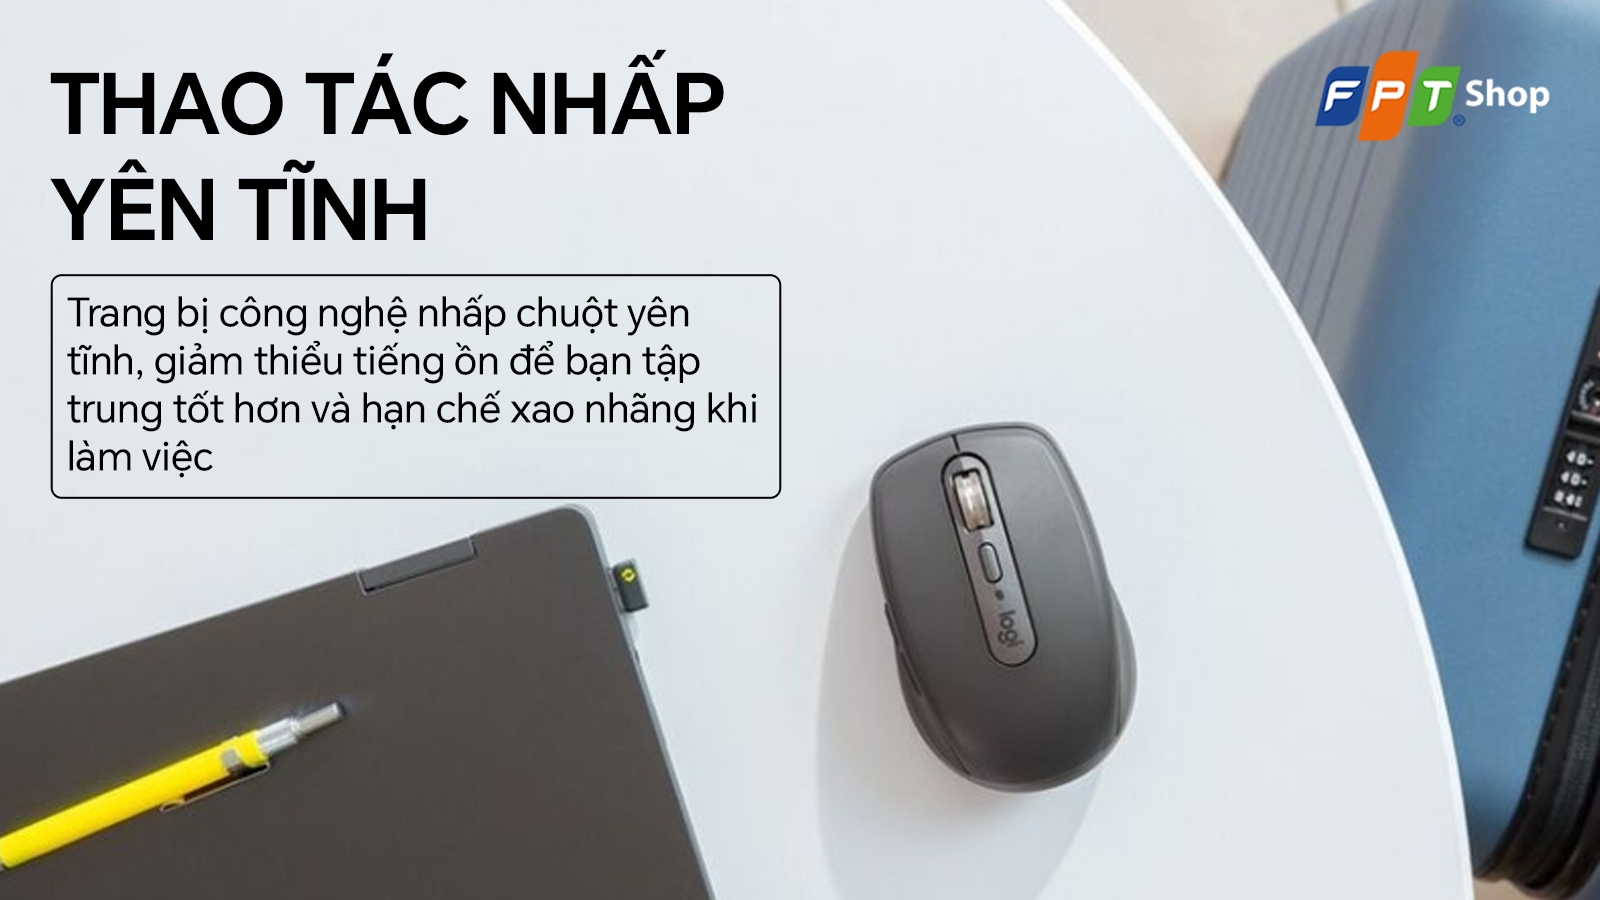 THAO TÁC NHẤP
YÊN TĨNH
Trang bị công nghệ nhấp chuột yên
tĩnh, giảm thiểu tiếng ồn để bạn tập
trung tốt hơn và hạn chế xao nhãng khi
làm việc
FPT Shop
®
logi